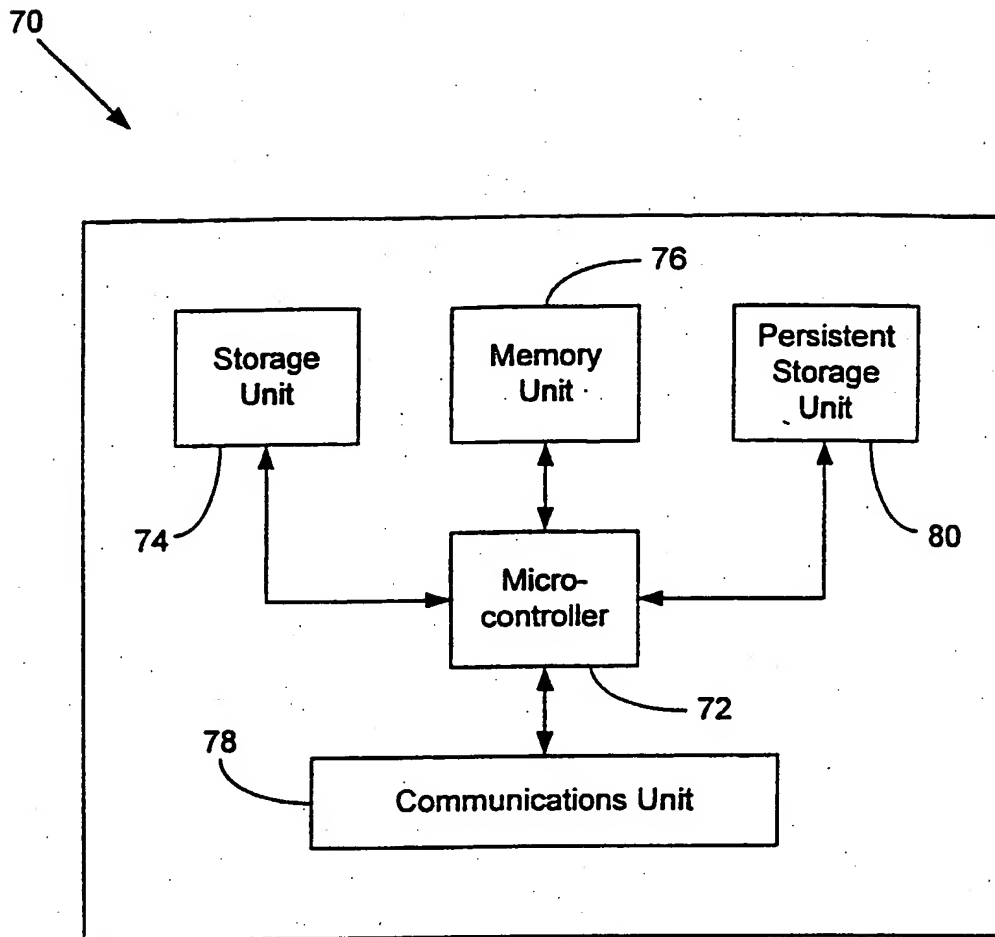 70
76
Storage
Unit
Memory
Unit
Persistent
Storage
Unit
74
80
Micro-
controller
72
78
Communications Unit